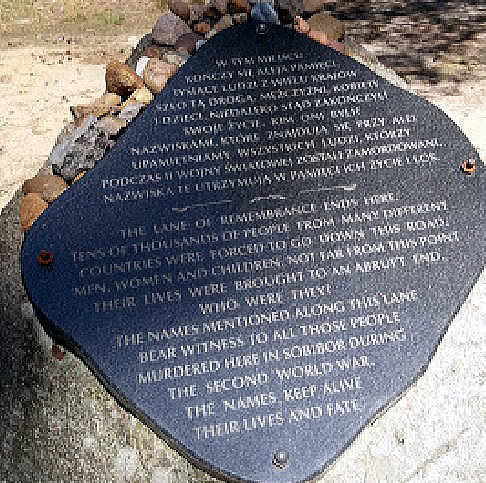 W TYM MIEJSCU
KOŃCZY SIĘ ALEJA PAMIĘCI.
TYSIĄCE LUDZI Z WIELU KRAJÓW
SZŁO TĄ DROGĄ. MĘŻCZYŹNI, KOBIETY
I DZIECI. NIEDALEKO STĄD ZAKOŃCZYLI
SWOJE ŻYCIE. KIM ONI BYLI?
NAZWISKAMI, KTÓRE ZNAJDUJĄ SIĘ PRZY ALEI
UPAMIĘTNIAMY WSZYSTKICH LUDZI, KTÓRZY
PODCZAS II WOJNY ŚWIATOWEJ ZOSTALI ZAMORDOWANI.
NAZWISKA TE UTRZYMUJĄ W PAMIĘCI ICH ŻYCIE I LOS.
THE LANE OF REMEMBRANCE ENDS HERE.
TENS OF THOUSANDS OF PEOPLE FROM MANY DIFFERENT
COUNTRIES WERE FORCED TO GO DOWN THIS ROAD.
MEN, WOMEN AND CHILDREN. NOT FAR FROM THIS POINT
THEIR LIVES WERE BROUGHT TO AN ABRUPT END.
WHO WERE THEY?
THE NAMES MENTIONED ALONG THIS LANE
BEAR WITNESS TO ALL THOSE PEOPLE
MURDERED HERE IN SOBIBOR DURING
THE SECOND WORLD WAR.
THE NAMES KEEP ALIVE
THEIR LIVES AND FATE.